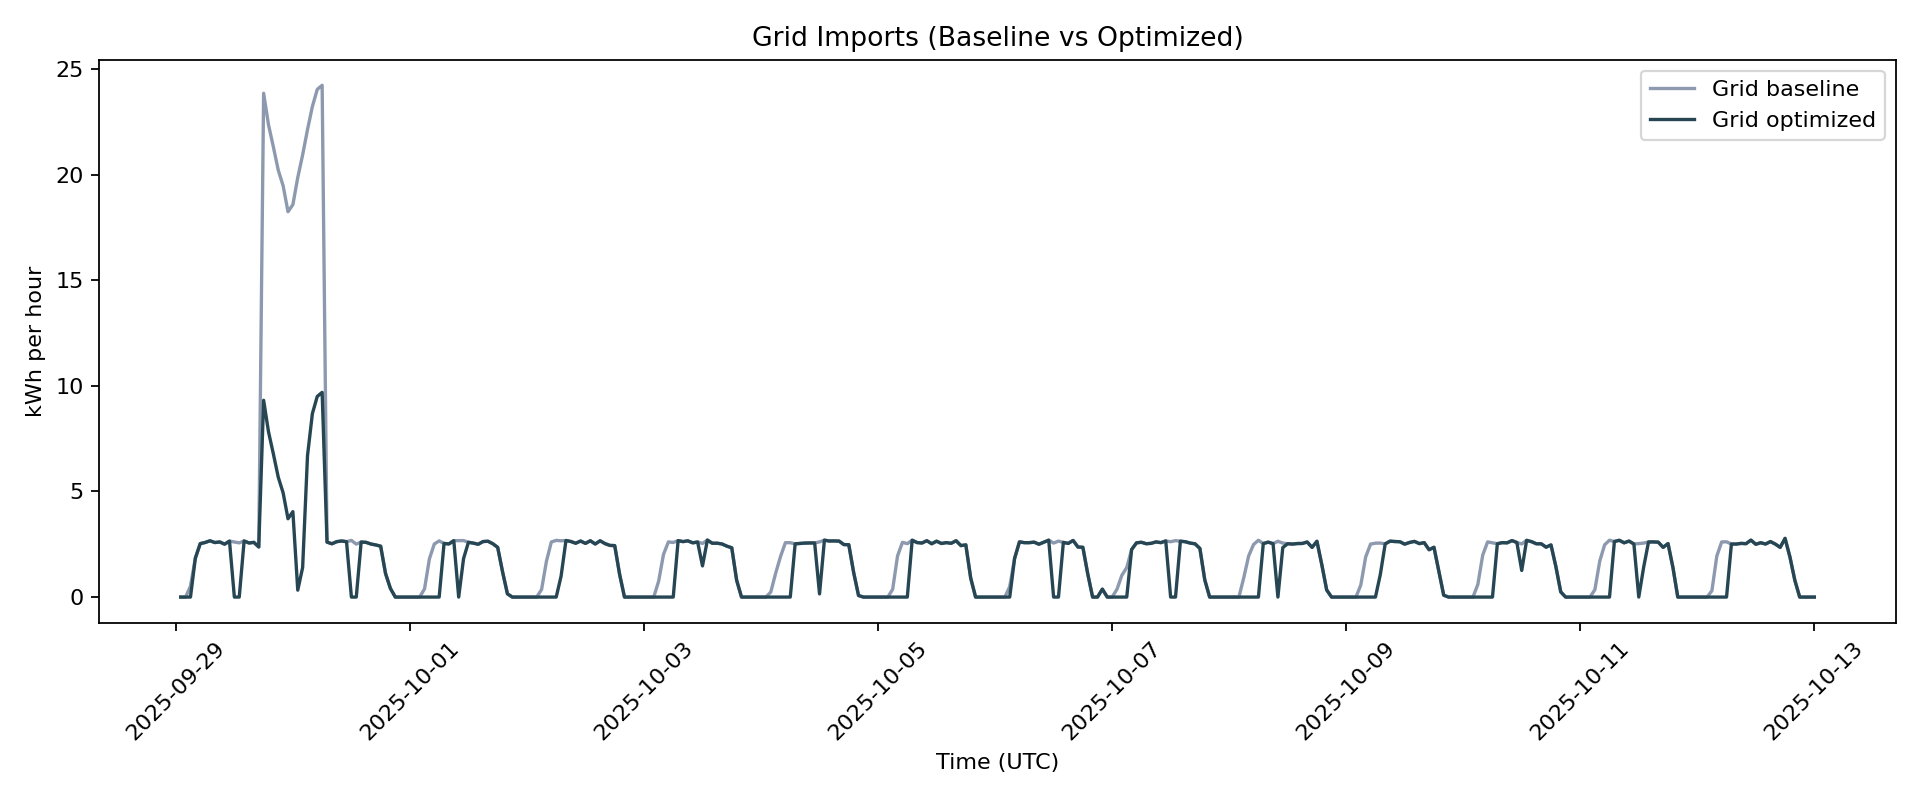 Grid Imports (Baseline vs Optimized)
Grid baseline
Grid optimized
kWh per hour
25
20
15
10
5
0
2025-09-29
2025-10-01
2025-10-03
2025-10-05
2025-10-07
2025-10-09
2025-10-11
2025-10-13
Time (UTC)